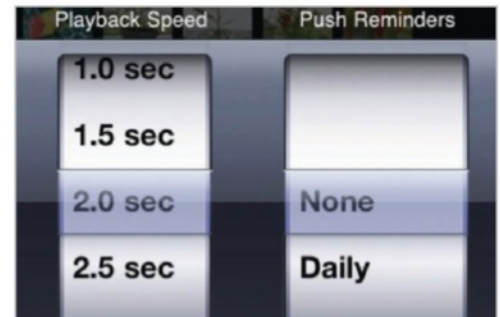 Playback Speed Push Reminders
1.0 sec
1.5 sec
2.0 sec None
2.5 sec Daily